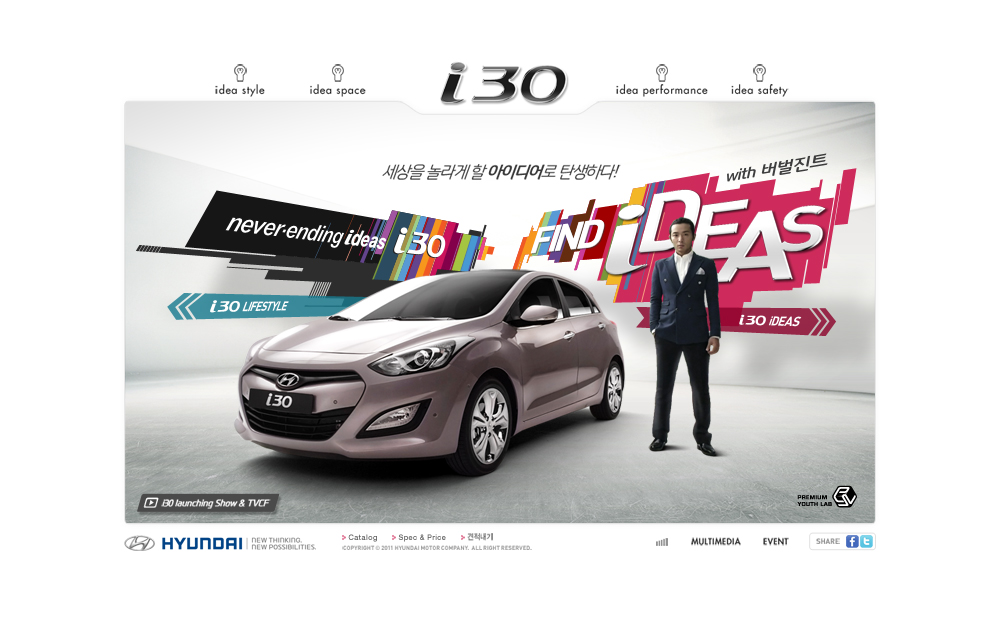 idea style
idea space
i30
idea performance
idea safety
세상을 놀라게 할 아이디어로 탄생하다!
with 버벌진트
never-ending ideas i30
FIND iDEAS
i30 LIFESTYLE
i30 iDEAS
i30
i30 launching Show & TVCF
PREMIUM
YOUTH LAB
HYUNDAI
NEW THINKING.
NEW POSSIBILITIES.
Catalog
Spec & Price
견적내기
COPYRIGHT © 2011 HYUNDAI MOTOR COMPANY. ALL RIGHT RESERVED.
MULTIMEDIA
EVENT
SHARE